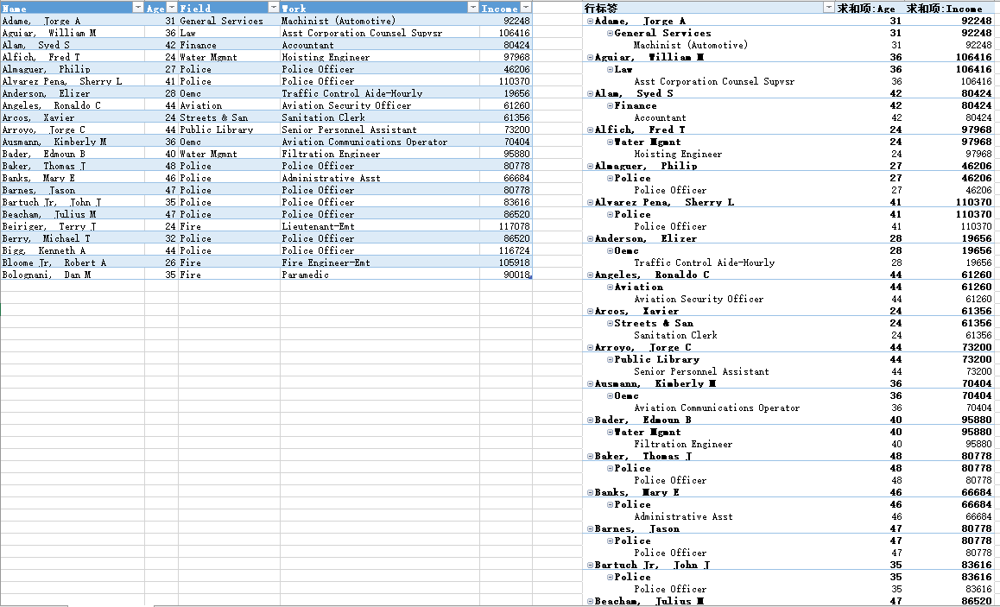 Name Age Field Work Income
Adame,  Jorge A 31 General Services Machinist (Automotive) 92248
Aguiar,  William M 36 Law Asst Corporation Counsel Supvsr 106416
Alam,  Syed S 42 Finance Accountant 80424
Alfich,  Fred T 24 Water Mgmnt Hoisting Engineer 97968
Almaguer,  Philip 27 Police Police Officer 46206
Alvarez Pena,  Sherry L 41 Police Police Officer 110370
Anderson,  Elizer 28 Oemc Traffic Control Aide-Hourly 19656
Angeles,  Ronaldo C 44 Aviation Aviation Security Officer 61260
Arcos,  Xavier 24 Streets & San Sanitation Clerk 61356
Arroyo,  Jorge C 44 Public Library Senior Personnel Assistant 73200
Ausmann,  Kimberly M 36 Oemc Aviation Communications Operator 70404
Bader,  Edmoun B 40 Water Mgmnt Filtration Engineer 95880
Baker,  Thomas J 48 Police Police Officer 80778
Banks,  Mary E 46 Police Administrative Asst 66684
Barnes,  Jason 47 Police Police Officer 80778
Bartuch Jr,  John J 35 Police Police Officer 83616
Beacham,  Julius M 47 Police Police Officer 86520
Beiriger,  Terry J 24 Fire Lieutenant-Emt 117078
Berry,  Michael T 32 Police Police Officer 86520
Bigg,  Kenneth A 44 Police Police Officer 116724
Bloome Jr,  Robert A 26 Fire Fire Engineer-Emt 105918
Bolognani,  Dan M 35 Fire Paramedic 90018
行标签 求和项:Age 求和项:Income
Adame,  Jorge A 31 92248
General Services 31 92248
Machinist (Automotive) 31 92248
Aguiar,  William M 36 106416
Law 36 106416
Asst Corporation Counsel Supvsr 36 106416
Alam,  Syed S 42 80424
Finance 42 80424
Accountant 42 80424
Alfich,  Fred T 24 97968
Water Mgmnt 24 97968
Hoisting Engineer 24 97968
Almaguer,  Philip 27 46206
Police 27 46206
Police Officer 27 46206
Alvarez Pena,  Sherry L 41 110370
Police 41 110370
Police Officer 41 110370
Anderson,  Elizer 28 19656
Oemc 28 19656
Traffic Control Aide-Hourly 28 19656
Angeles,  Ronaldo C 44 61260
Aviation 44 61260
Aviation Security Officer 44 61260
Arcos,  Xavier 24 61356
Streets & San 24 61356
Sanitation Clerk 24 61356
Arroyo,  Jorge C 44 73200
Public Library 44 73200
Senior Personnel Assistant 44 73200
Ausmann,  Kimberly M 36 70404
Oemc 36 70404
Aviation Communications Operator 36 70404
Bader,  Edmoun B 40 95880
Water Mgmnt 40 95880
Filtration Engineer 40 95880
Baker,  Thomas J 48 80778
Police 48 80778
Police Officer 48 80778
Banks,  Mary E 46 66684
Police 46 66684
Administrative Asst 46 66684
Barnes,  Jason 47 80778
Police 47 80778
Police Officer 47 80778
Bartuch Jr,  John J 35 83616
Police 35 83616
Police Officer 35 83616
Beacham,  Julius M 47 86520